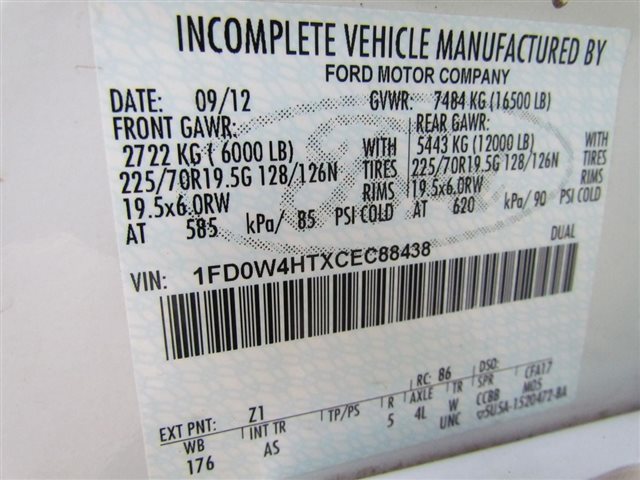 INCOMPLETE VEHICLE MANUFACTURED BY
FORD MOTOR COMPANY
DATE: 09/12 GVWR: 7484 KG (16500 LB)
FRONT GAWR: REAR GAWR:
2722 KG ( 6000 LB) WITH 5443 KG (12000 LB) WITH
225/70R19.5G 128/126N TIRES 225/70R19.5G 128/126N TIRES
19.5x6.0RW RIMS 19.5x6.0RW RIMS
AT 585 kPa/ 85 PSI COLD AT 620 kPa/ 90 PSI COLD
VIN: 1FD0W4HTXCEC88438 DUAL
EXT PNT: Z1 RC: 86 DSO:
WB INT TR TP/PS R AXLE TR SPR CFA17
176 AS 5 4L W CCBB MDS
UNC 5U5A-1520472-BA